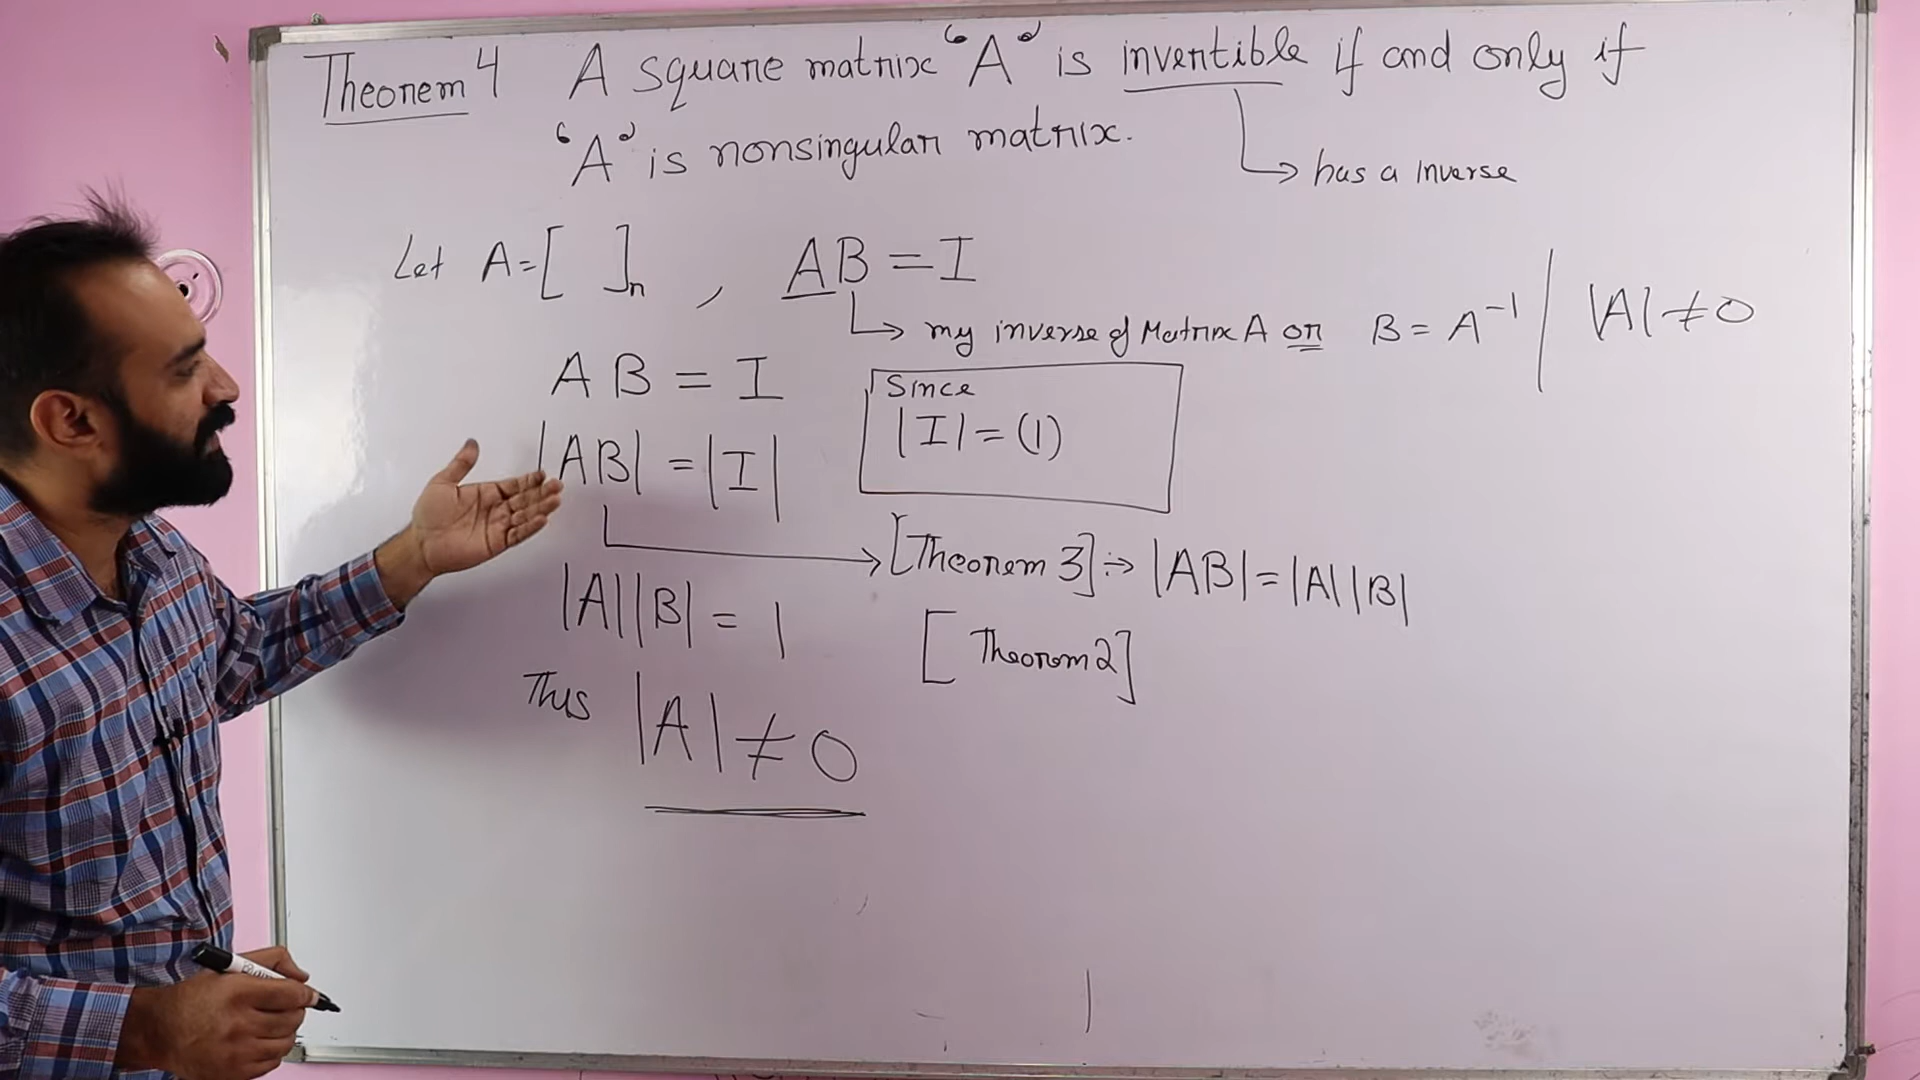 Theorem 4 A square matrix ‘A’ is invertible if and only if
‘A’ is nonsingular matrix.
has a inverse
Let A=[ ]n , AB = I
my inverse of Matrix A or B = A⁻¹ | |A| ≠ 0
AB = I
Since
|I| = (1)
|AB| = |I|
[Theorem 3] :→ |AB| = |A| |B|
|A| |B| = 1
[Theorem 2]
Thus |A| ≠ 0